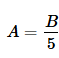 A = B/5